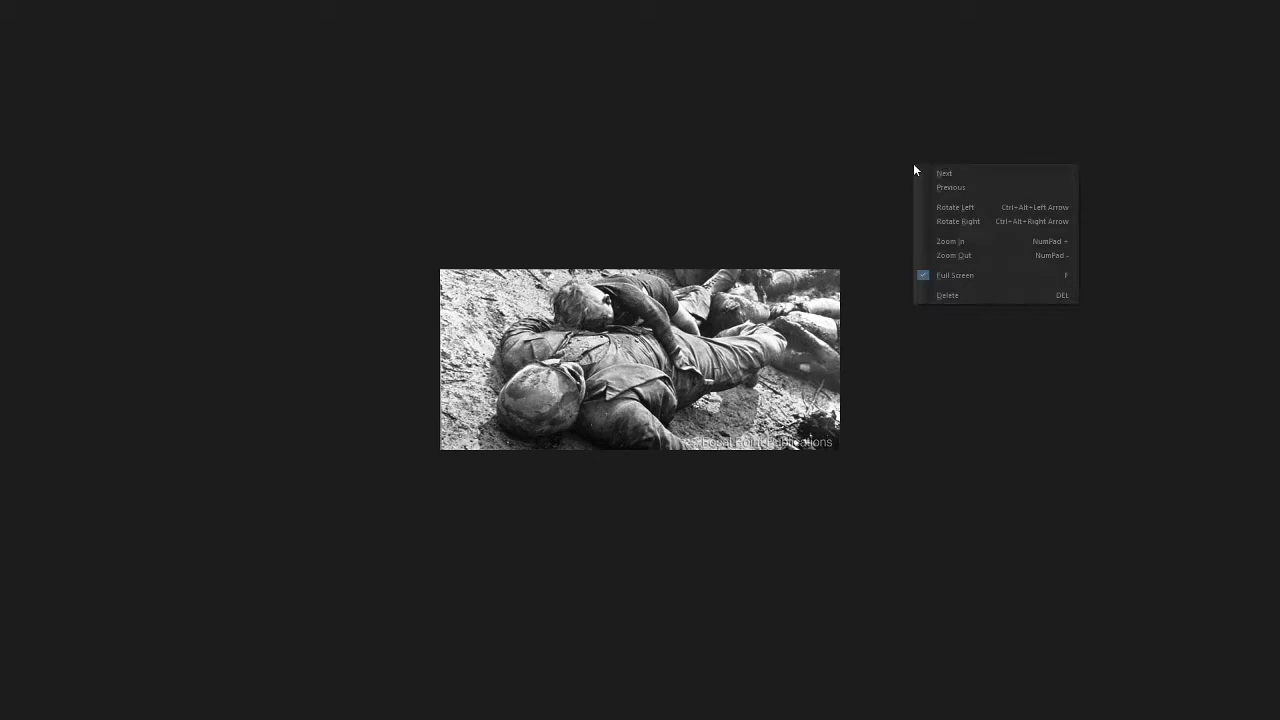 Next
Previous
Rotate Left Ctrl+Alt+Left Arrow
Rotate Right Ctrl+Alt+Right Arrow
Zoom In NumPad +
Zoom Out NumPad -
Full Screen F
Delete DEL
Focal Point Publications